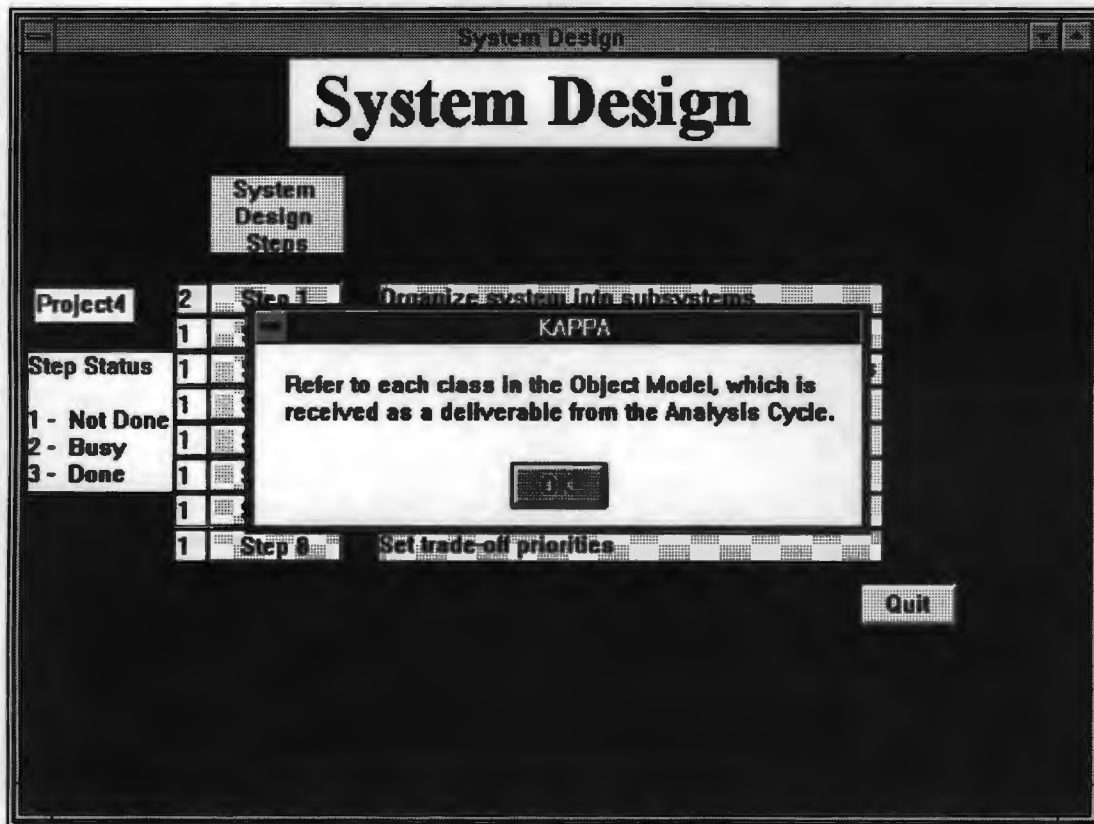 System Design
System Design
System
Design
Steps
Project4
2 Step 1 Organize system into subsystems
KAPPA
1
Step Status
1
Refer to each class in the Object Model, which is
received as a deliverable from the Analysis Cycle.
1
1 - Not Done
1
2 - Busy
1
3 - Done
OK
1
1 Step 8 Set trade-off priorities
Quit